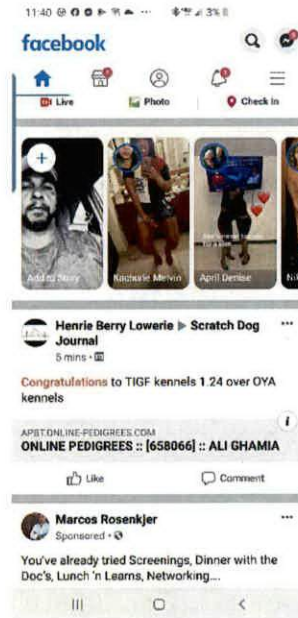 11:40
3%
facebook
Live
Photo
Check In
Add to Story
Kachorie Melvin
April Denise
Henrie Berry Lowerie ▶ Scratch Dog
Journal
5 mins
Congratulations to TIGF kennels 1.24 over OYA
kennels
APBT.ONLINE-PEDIGREES.COM
ONLINE PEDIGREES :: [658066] :: ALI GHAMIA
Like
Comment
Marcos Rosenkjer
Sponsored
You've already tried Screenings, Dinner with the
Doc's, Lunch 'n Learns, Networking...